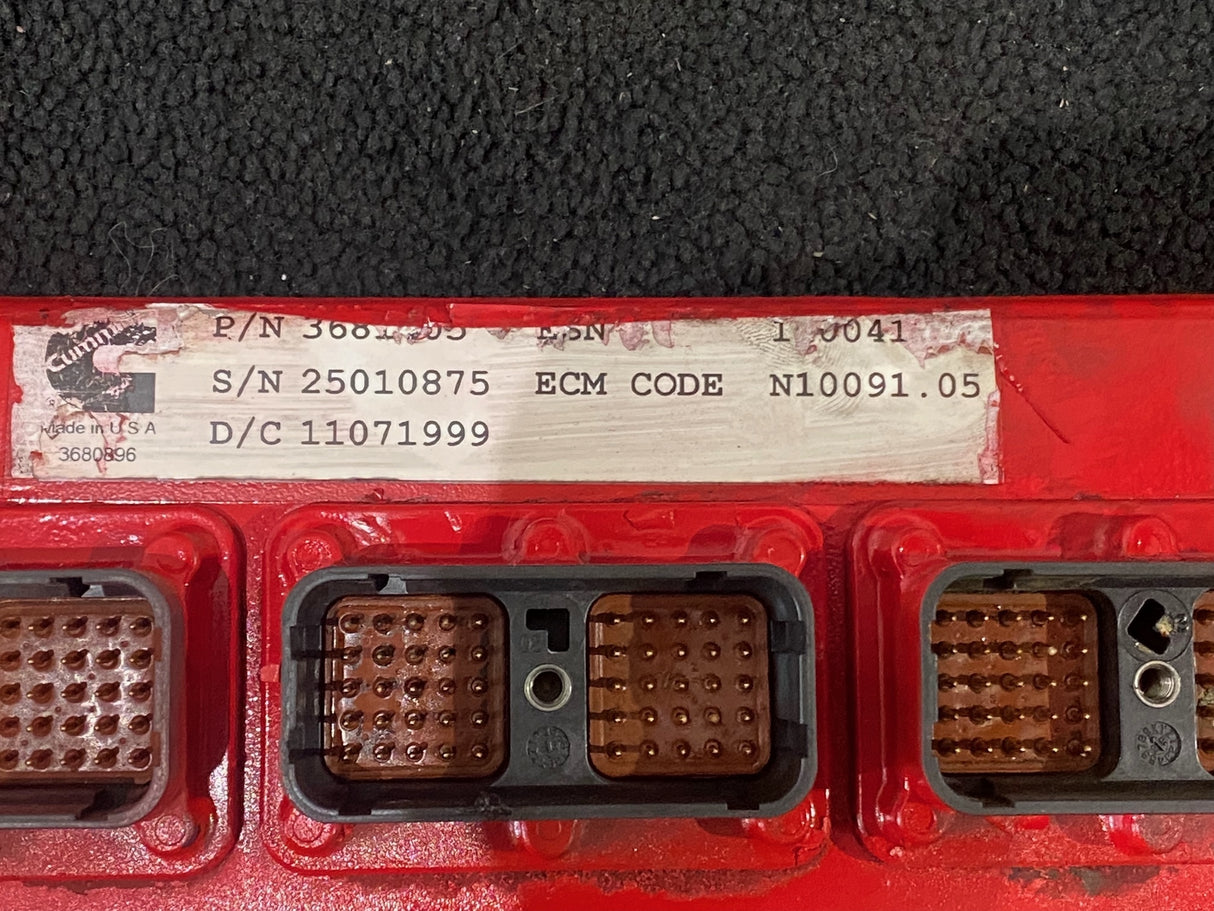 P/N ESN
S/N 25010875 ECM CODE N10091.05
D/C 11071999
Made in U S A
3680896